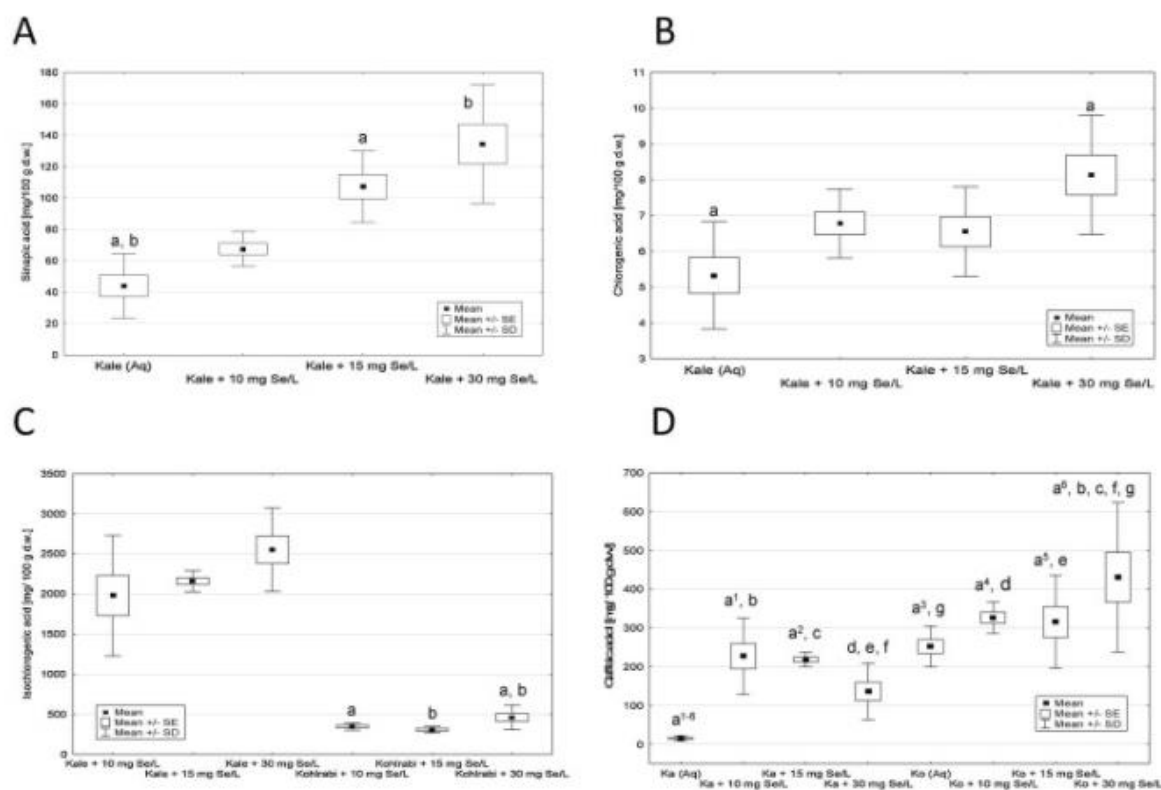 A
180
160
140
120
100
80
60
40
20
0
Sinapic acid [mg/100 g d.w.]
a, b
a
b
Mean
Mean +/- SE
Mean +/- SD
Kale (Aq)
Kale + 10 mg Se/L
Kale + 15 mg Se/L
Kale + 30 mg Se/L
B
11
10
9
8
7
6
5
4
3
Chlorogenic acid [mg/100 g d.w.]
a
a
Mean
Mean +/- SE
Mean +/- SD
Kale (Aq)
Kale + 10 mg Se/L
Kale + 15 mg Se/L
Kale + 30 mg Se/L
C
3500
3000
2500
2000
1500
1000
500
0
Isochlorogenic acid [mg/ 100 g d.w.]
a
b
a, b
Mean
Mean +/- SE
Mean +/- SD
Kale + 10 mg Se/L
Kale + 15 mg Se/L
Kale + 30 mg Se/L
Kohlrabi + 10 mg Se/L
Kohlrabi + 15 mg Se/L
Kohlrabi + 30 mg Se/L
D
700
600
500
400
300
200
100
0
[mg/ 100 g d.w.]
a¹⁻⁶
a¹, b
a², c
d, e, f
a³, g
a⁴, d
a⁵, e
a⁶, b, c, f, g
Mean
Mean +/- SE
Mean +/- SD
Ka (Aq)
Ka + 10 mg Se/L
Ka + 15 mg Se/L
Ka + 30 mg Se/L
Ko (Aq)
Ko + 10 mg Se/L
Ko + 15 mg Se/L
Ko + 30 mg Se/L